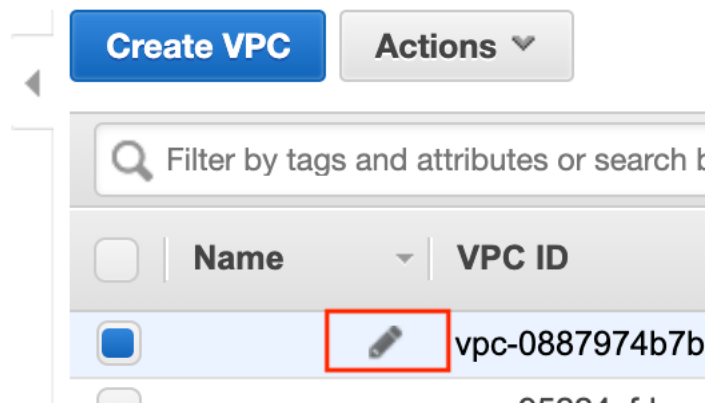 Create VPC Actions
Filter by tags and attributes or search
Name VPC ID
vpc-0887974b7b